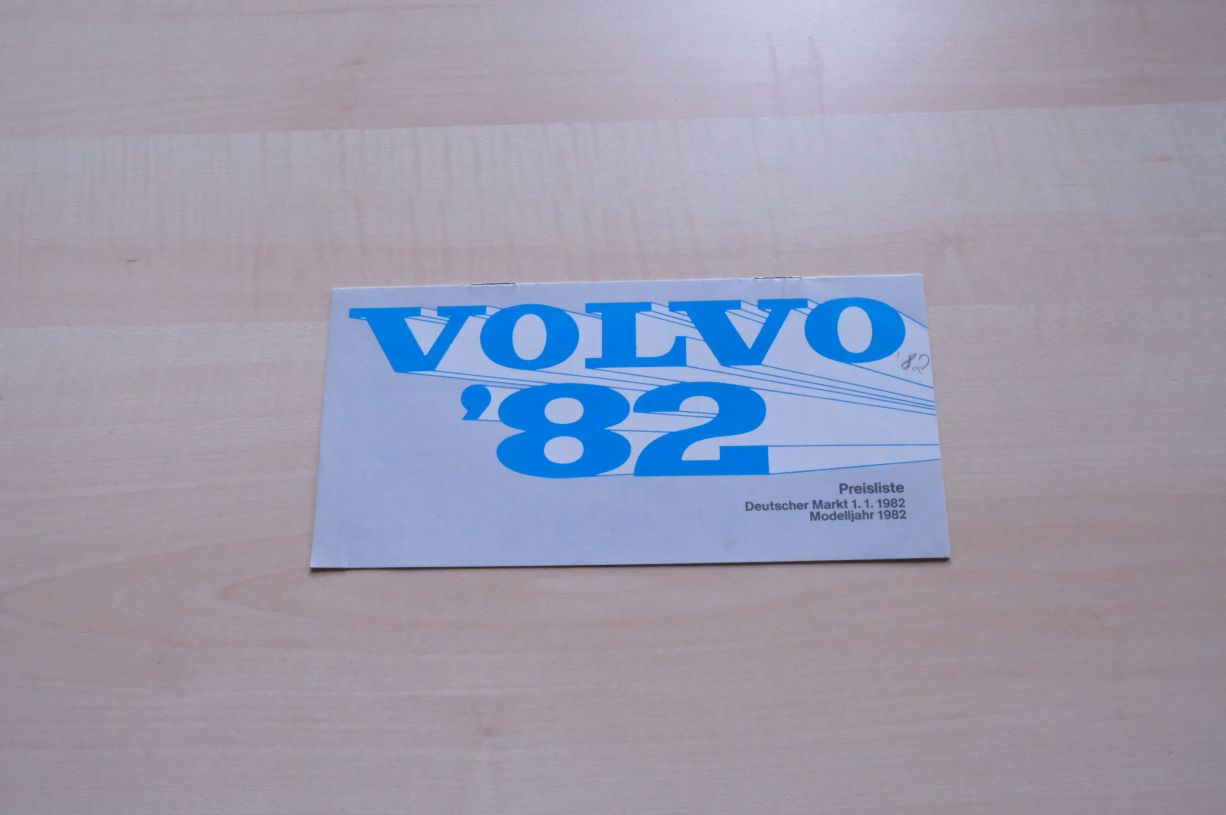 VOLVO
'82
'82
Preisliste
Deutscher Markt 1. 1. 1982
Modelljahr 1982